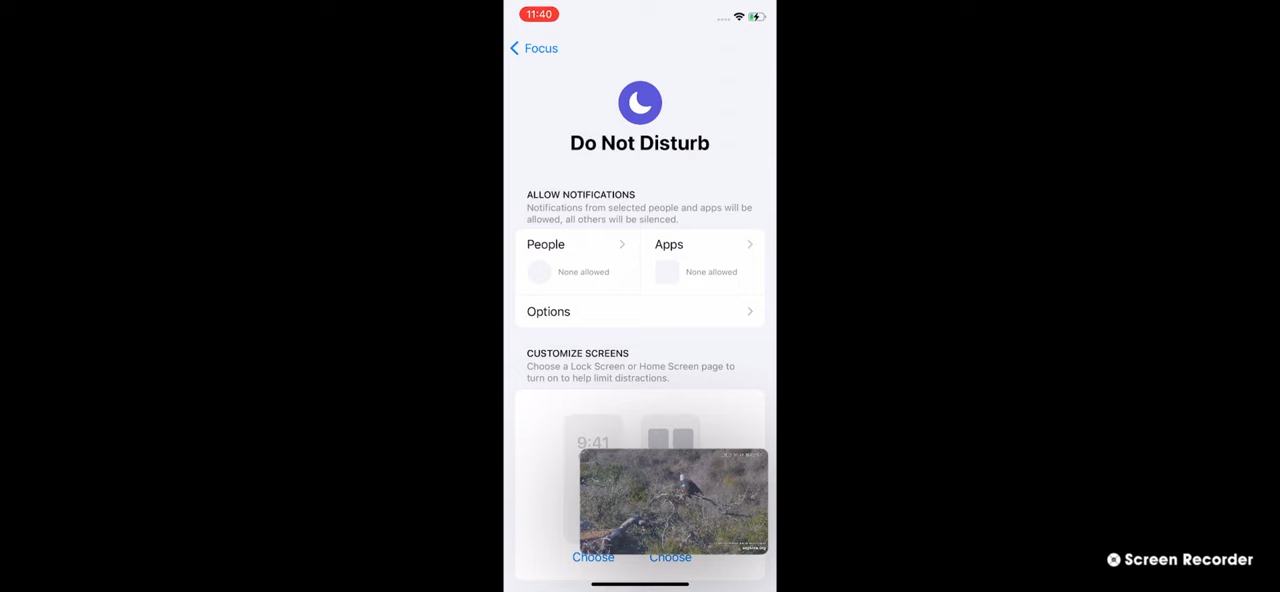 11:40
Focus
Do Not Disturb
ALLOW NOTIFICATIONS
Notifications from selected people and apps will be
allowed, all others will be silenced.
People
Apps
None allowed
None allowed
Options
CUSTOMIZE SCREENS
Choose a Lock Screen or Home Screen page to
turn on to help limit distractions.
9:41
Choose
Choose
Screen Recorder